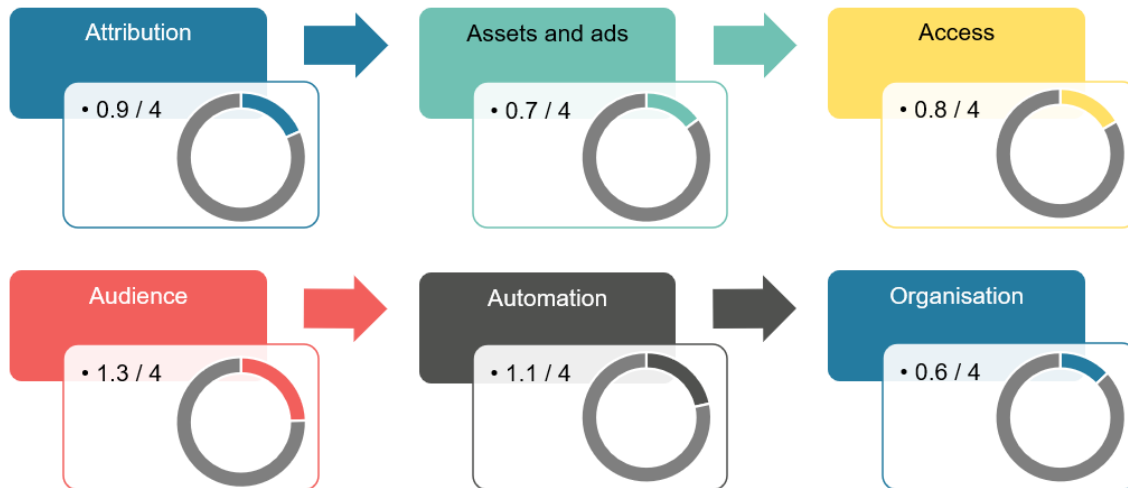 Attribution
• 0.9 / 4
Assets and ads
• 0.7 / 4
Access
• 0.8 / 4
Audience
• 1.3 / 4
Automation
• 1.1 / 4
Organisation
• 0.6 / 4